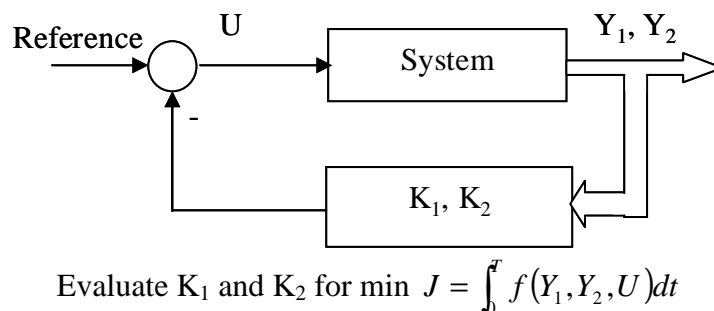 Reference
U
Y₁, Y₂
System
-
K₁, K₂
Evaluate K₁ and K₂ for min J = ∫₀ᵀ f(Y₁, Y₂, U)dt